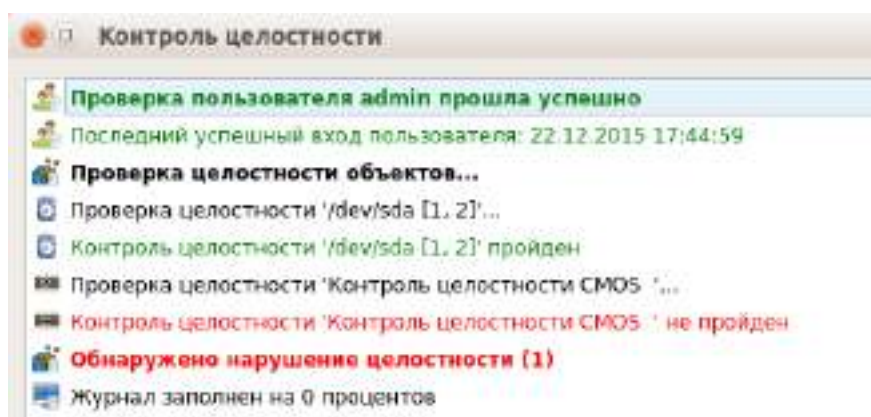 Контроль целостности
Проверка пользователя admin прошла успешно
Последний успешный вход пользователя: 22.12.2015 17:44:59
Проверка целостности объектов...
Проверка целостности '/dev/sda [1, 2]'...
Контроль целостности '/dev/sda [1, 2]' пройден
Проверка целостности 'Контроль целостности CMOS '...
Контроль целостности 'Контроль целостности CMOS ' не пройден
Обнаружено нарушение целостности (1)
Журнал заполнен на 0 процентов